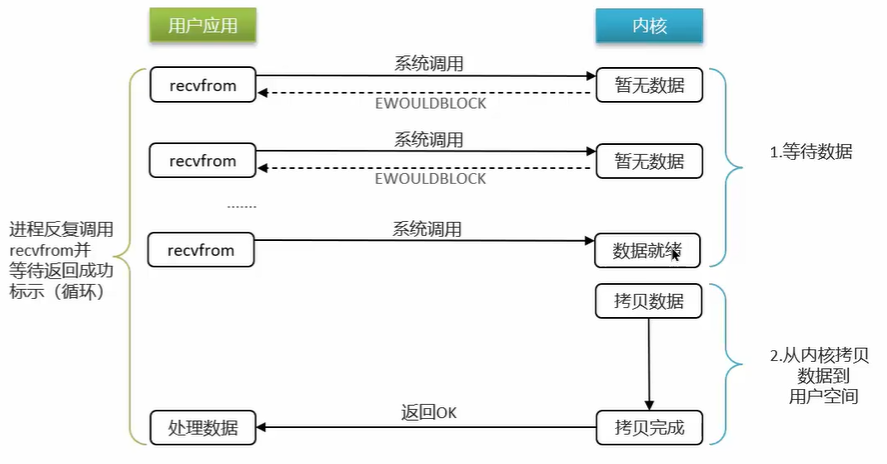 用户应用
内核
recvfrom
系统调用
暂无数据
EWOULDBLOCK
recvfrom
系统调用
暂无数据
EWOULDBLOCK
1.等待数据
.......
进程反复调用
recvfrom并
等待返回成功
标示（循环）
recvfrom
系统调用
数据就绪
拷贝数据
2.从内核拷贝
数据到
用户空间
处理数据
返回OK
拷贝完成